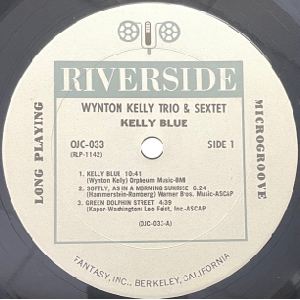 RIVERSIDE
WYNTON KELLY TRIO & SEXTET
KELLY BLUE
LONG PLAYING
MICROGROOVE
OJC-033
(RLP-1142)
SIDE 1
1. KELLY BLUE 10:41
(Wynton Kelly) Orpheum Music-BMI
2. SOFTLY, AS IN A MORNING SUNRISE 6:24
(Hammerstein-Romberg) Warner Bros. Music-ASCAP
3. GREEN DOLPHIN STREET 4:39
(Kaper Washington) Leo Feist, Inc-ASCAP
(OJC-033-A)
FANTASY, INC., BERKELEY, CALIFORNIA